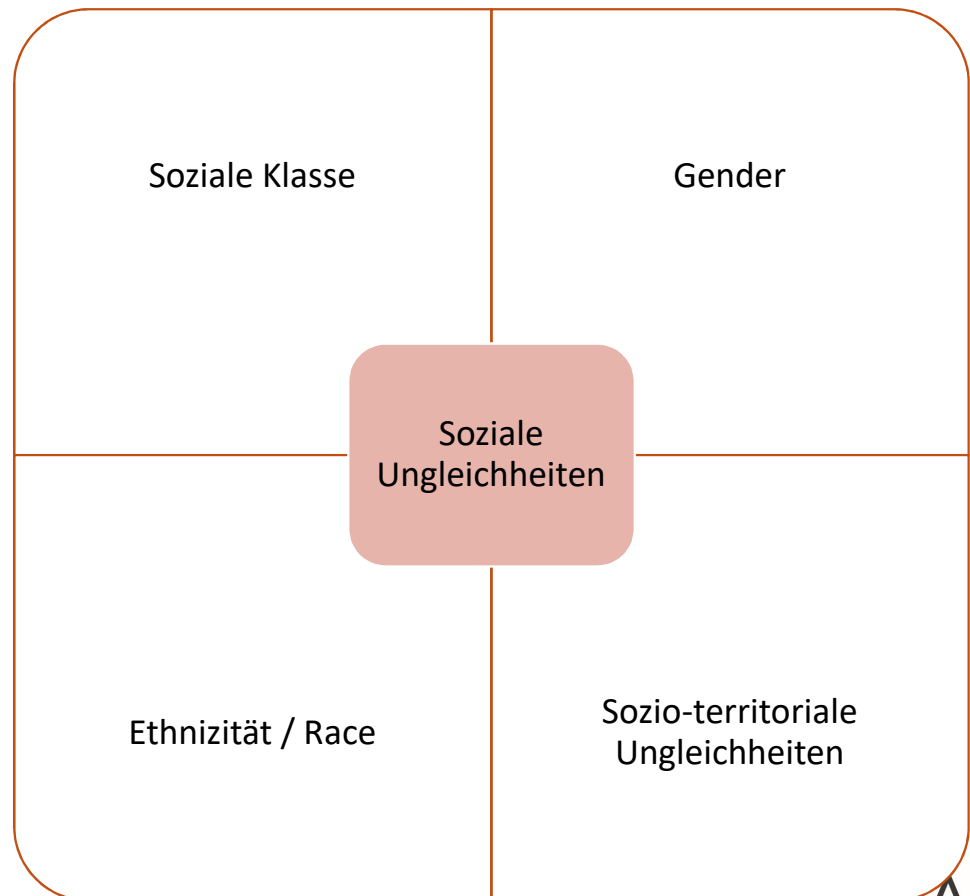 Soziale Klasse
Gender
Soziale
Ungleichheiten
Ethnizität / Race
Sozio-territoriale
Ungleichheiten